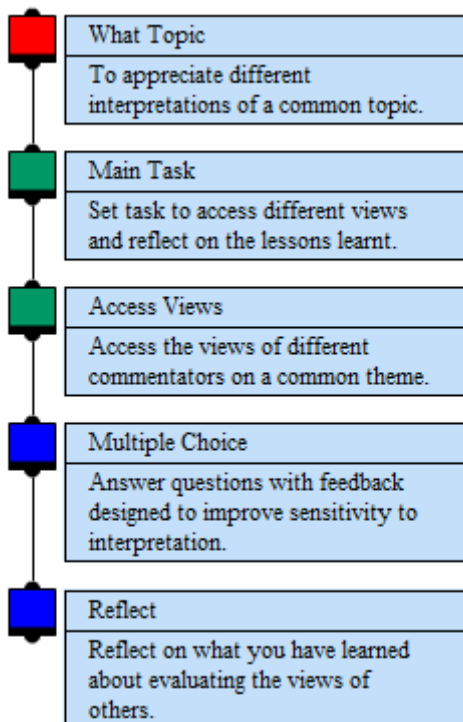 What Topic
To appreciate different
interpretations of a common topic.
Main Task
Set task to access different views
and reflect on the lessons learnt.
Access Views
Access the views of different
commentators on a common theme.
Multiple Choice
Answer questions with feedback
designed to improve sensitivity to
interpretation.
Reflect
Reflect on what you have learned
about evaluating the views of
others.